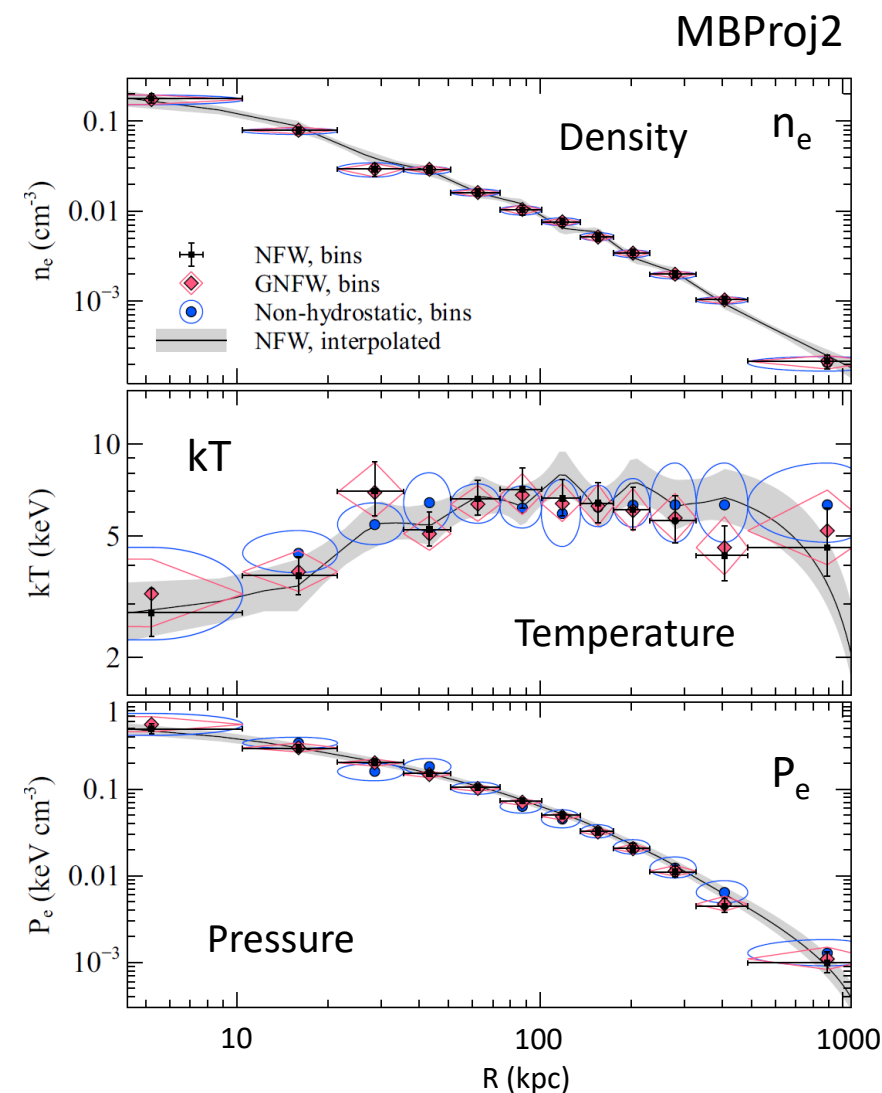 MBProj2
Density
n_e
n_e (cm^-3)
0.1
0.01
10^-3
NFW, bins
GNFW, bins
Non-hydrostatic, bins
NFW, interpolated
kT
kT (keV)
10
5
2
Temperature
P_e
P_e (keV cm^-3)
1
0.1
0.01
10^-3
Pressure
10 100 1000
R (kpc)